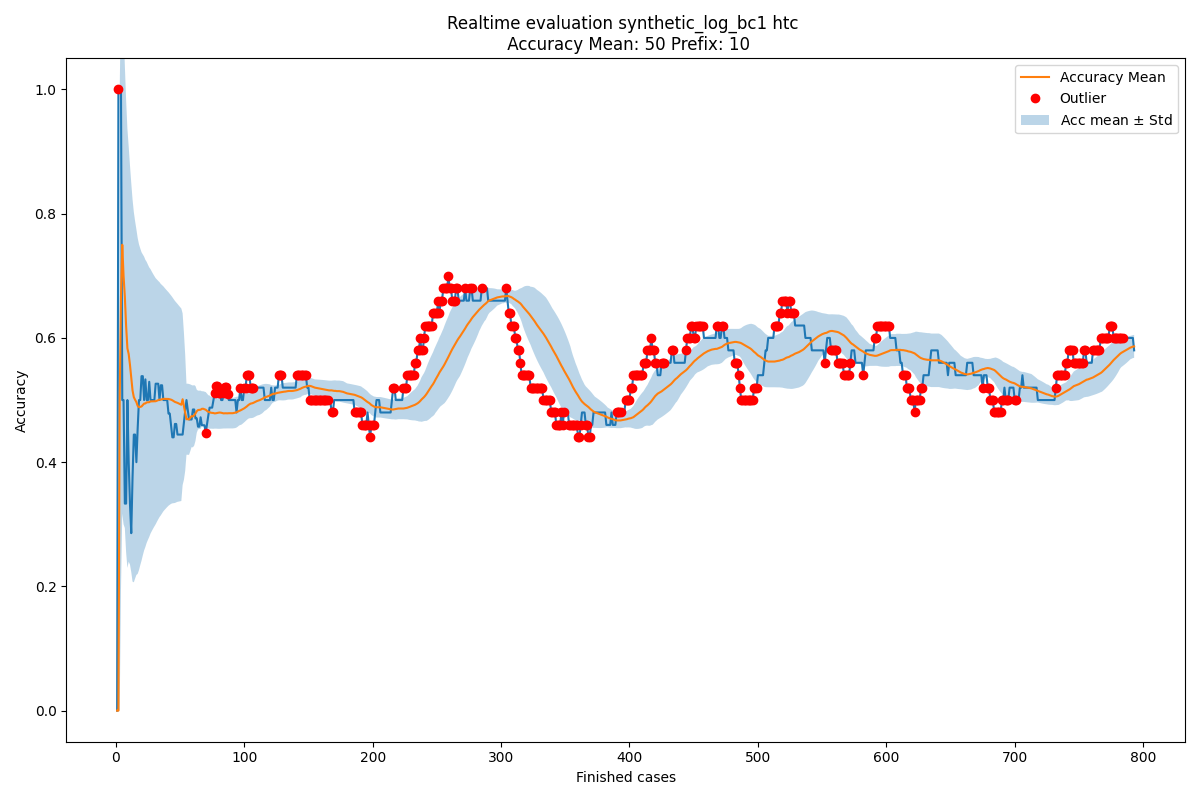 Realtime evaluation synthetic_log_bc1 htc
Accuracy Mean: 50 Prefix: 10
Accuracy Mean
Outlier
Acc mean ± Std
1.0
0.8
0.6
0.4
0.2
0.0
Accuracy
0 100 200 300 400 500 600 700 800
Finished cases